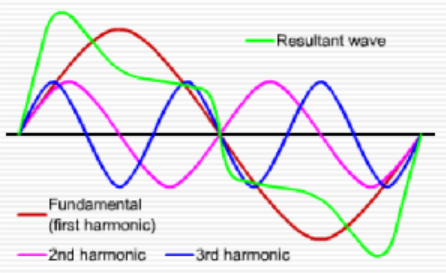 Resultant wave
Fundamental
(first harmonic)
2nd harmonic
3rd harmonic